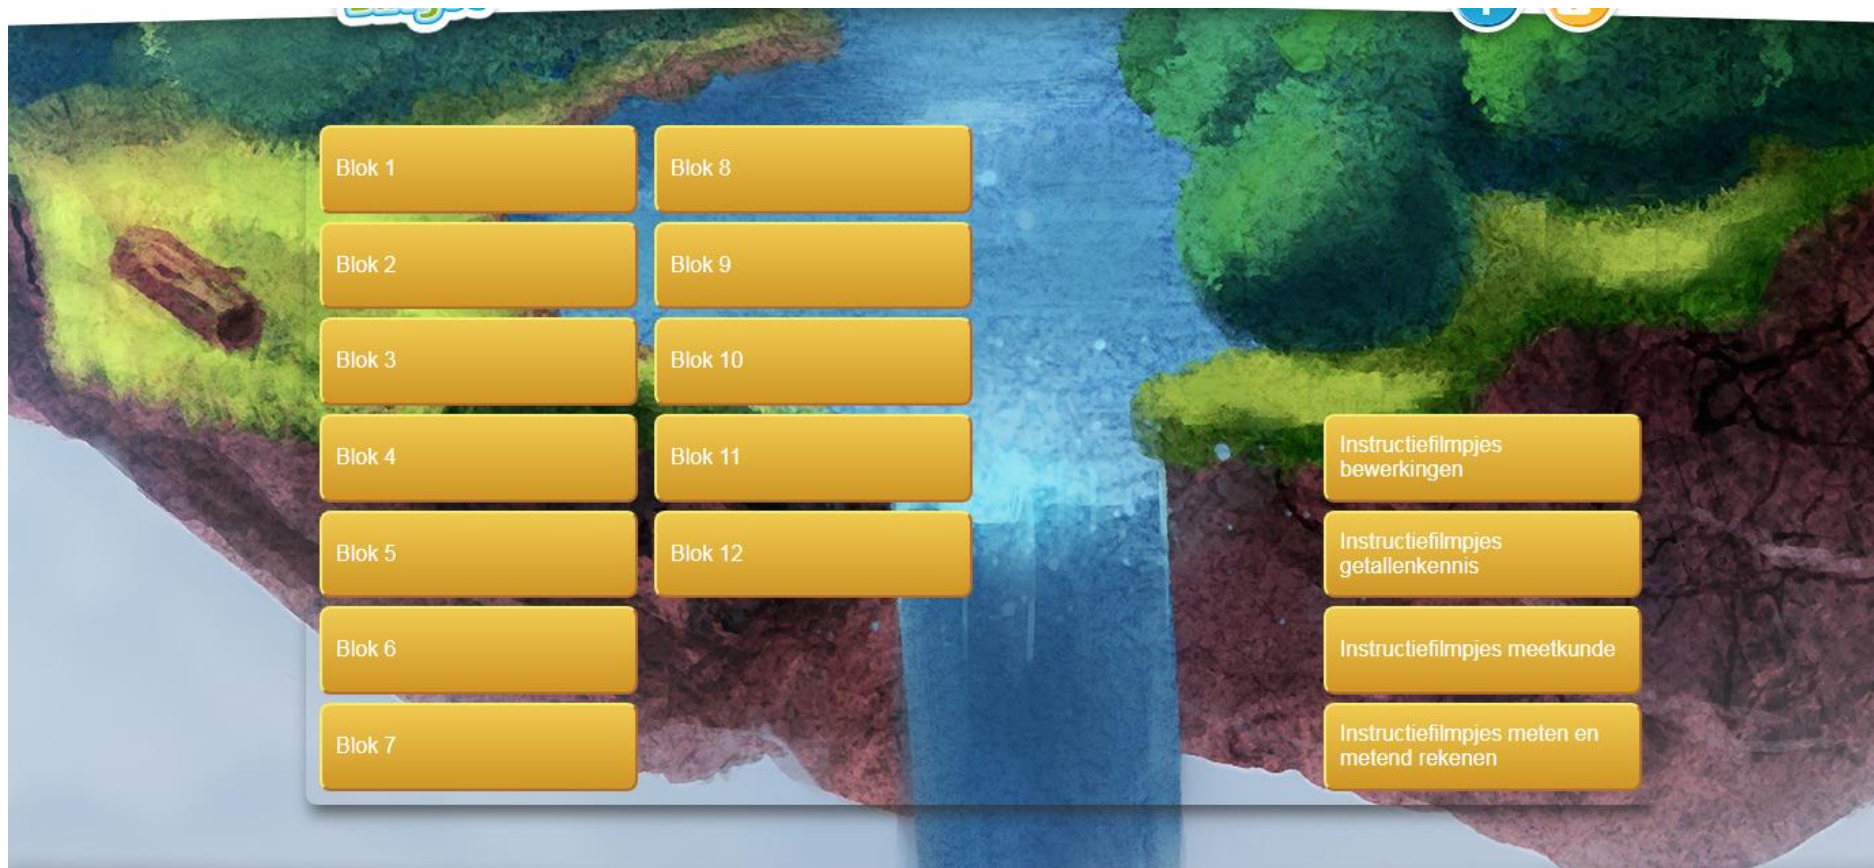 Blok 1
Blok 2
Blok 3
Blok 4
Blok 5
Blok 6
Blok 7
Blok 8
Blok 9
Blok 10
Blok 11
Blok 12
Instructiefilmpjes
bewerkingen
Instructiefilmpjes
getallenkennis
Instructiefilmpjes meetkunde
Instructiefilmpjes meten en
metend rekenen